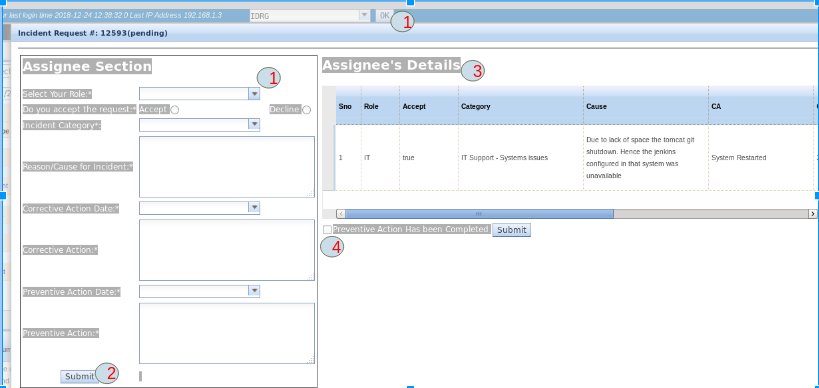 r last login time 2018-12-24 12:38:32.0 Last IP Address 192.168.1.3 IDRG OK 1
Incident Request #: 12593(pending)
Assignee Section
1
Select Your Role:*
Do you accept the request:* Accept Decline
Incident Category*:
Reason/Cause for Incident:*
Corrective Action Date:*
Corrective Action:*
Preventive Action Date:*
Preventive Action:*
Submit 2
Assignee's Details 3
Sno Role Accept Category Cause CA
1 IT true IT Support - Systems issues Due to lack of space the tomcat git
shutdown. Hence the jenkins
configured in that system was
unavailable
System Restarted
Preventive Action Has been Completed Submit
4